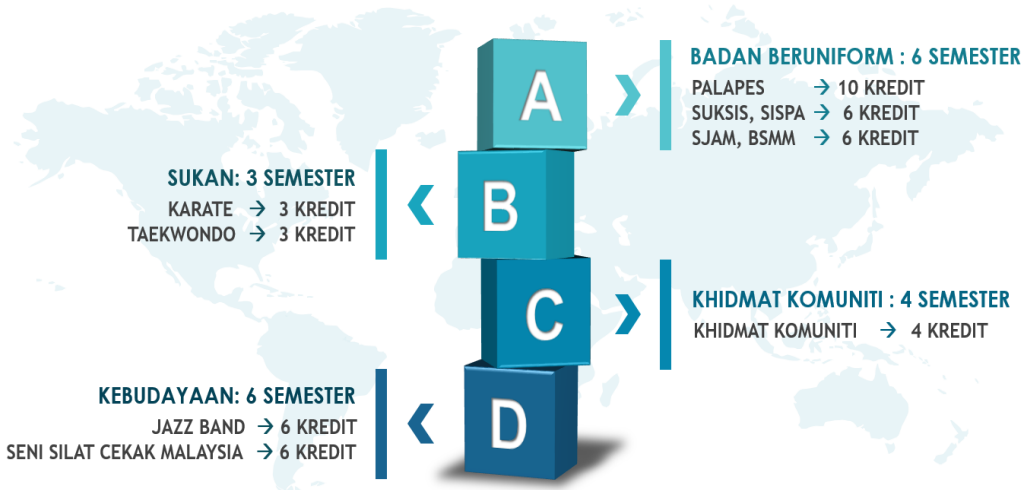 A
BADAN BERUNIFORM : 6 SEMESTER
PALAPES → 10 KREDIT
SUKSIS, SISPA → 6 KREDIT
SJAM, BSMM → 6 KREDIT
B
SUKAN: 3 SEMESTER
KARATE → 3 KREDIT
TAEKWONDO → 3 KREDIT
C
KHIDMAT KOMUNITI : 4 SEMESTER
KHIDMAT KOMUNITI → 4 KREDIT
D
KEBUDAYAAN: 6 SEMESTER
JAZZ BAND → 6 KREDIT
SENI SILAT CEKAK MALAYSIA → 6 KREDIT